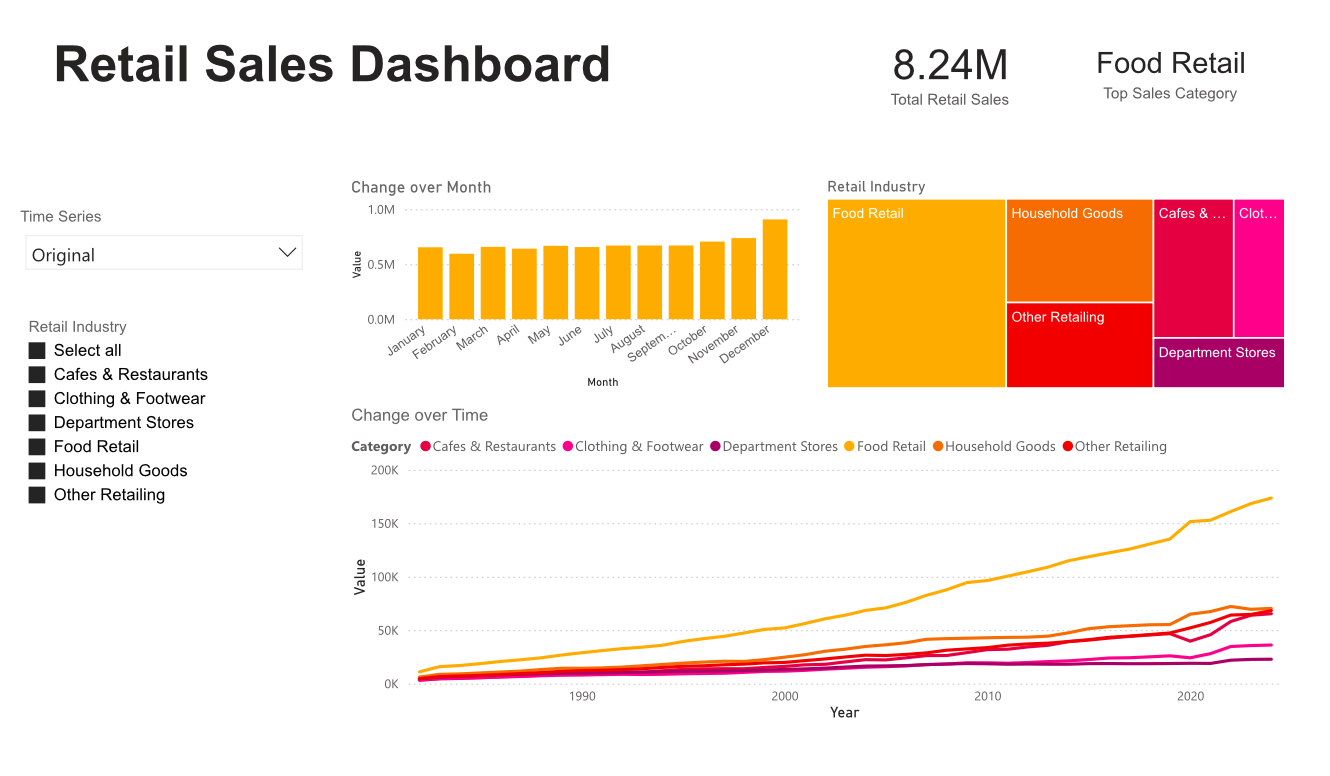 Retail Sales Dashboard
8.24M
Total Retail Sales
Food Retail
Top Sales Category
Time Series
Original
Retail Industry
Select all
Cafes & Restaurants
Clothing & Footwear
Department Stores
Food Retail
Household Goods
Other Retailing
Change over Month
1.0M
0.5M
0.0M
Value
January
February
March
April
May
June
July
August
Septem...
October
November
December
Month
Retail Industry
Food Retail
Household Goods
Other Retailing
Cafes & ...
Clot...
Department Stores
Change over Time
Category Cafes & Restaurants Clothing & Footwear Department Stores Food Retail Household Goods Other Retailing
200K
150K
100K
50K
0K
Value
1990 2000 2010 2020
Year